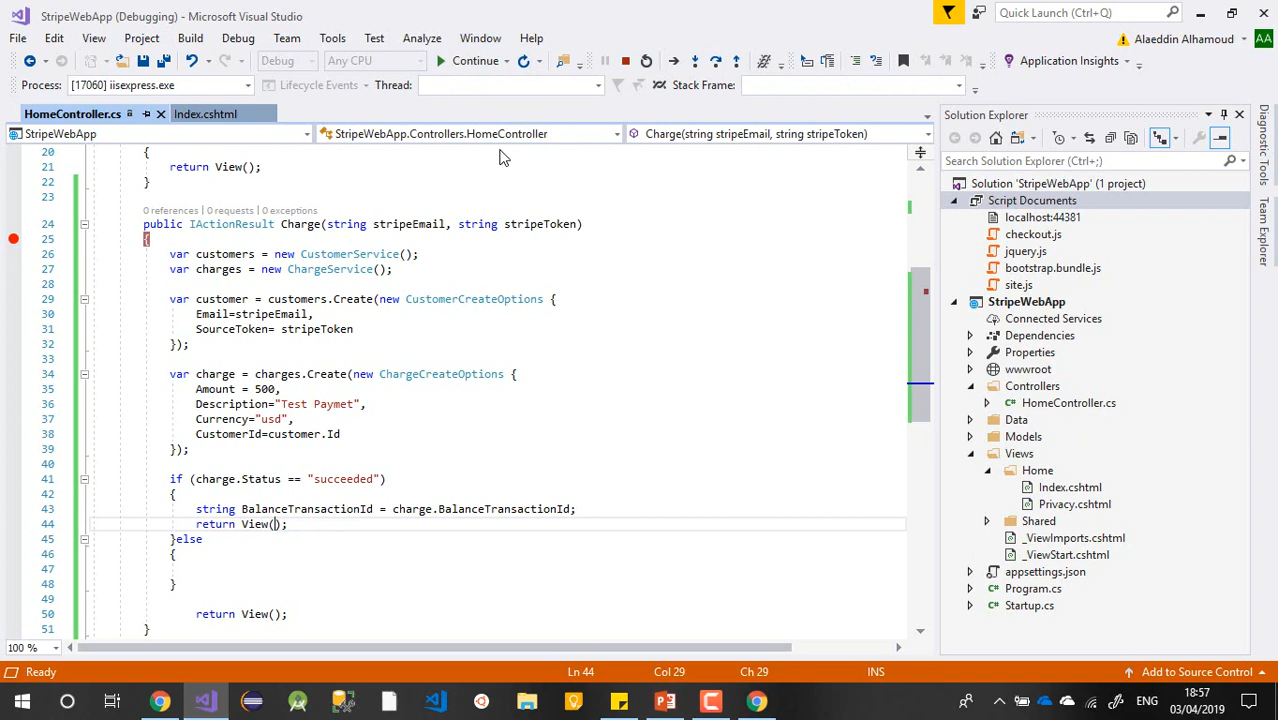 StripeWebApp (Debugging) - Microsoft Visual Studio
Quick Launch (Ctrl+Q)
File Edit View Project Build Debug Team Tools Test Analyze Window Help
Alaeddin Alhamoud AA
Debug Any CPU Continue Application Insights
Process: [17060] iisexpress.exe Lifecycle Events Thread: Stack Frame:
HomeController.cs Index.cshtml
StripeWebApp StripeWebApp.Controllers.HomeController Charge(string stripeEmail, string stripeToken)
20 {
21 return View();
22 }
23
0 references | 0 requests | 0 exceptions
24 public IActionResult Charge(string stripeEmail, string stripeToken)
25 {
26 var customers = new CustomerService();
27 var charges = new ChargeService();
28
29 var customer = customers.Create(new CustomerCreateOptions {
30 Email=stripeEmail,
31 SourceToken= stripeToken
32 });
33
34 var charge = charges.Create(new ChargeCreateOptions {
35 Amount = 500,
36 Description="Test Paymet",
37 Currency="usd",
38 CustomerId=customer.Id
39 });
40
41 if (charge.Status == "succeeded")
42 {
43 string BalanceTransactionId = charge.BalanceTransactionId;
44 return View();
45 }else
46 {
47
48 }
49
50 return View();
51 }
100 %
Solution Explorer
Search Solution Explorer (Ctrl+;)
Solution 'StripeWebApp' (1 project)
Script Documents
localhost:44381
checkout.js
jquery.js
bootstrap.bundle.js
site.js
StripeWebApp
Connected Services
Dependencies
Properties
wwwroot
Controllers
HomeController.cs
Data
Models
Views
Home
Index.cshtml
Privacy.cshtml
Shared
_ViewImports.cshtml
_ViewStart.cshtml
appsettings.json
Program.cs
Startup.cs
Diagnostic Tools
Team Explorer
Ready Ln 44 Col 29 Ch 29 INS Add to Source Control
ENG
18:57
03/04/2019